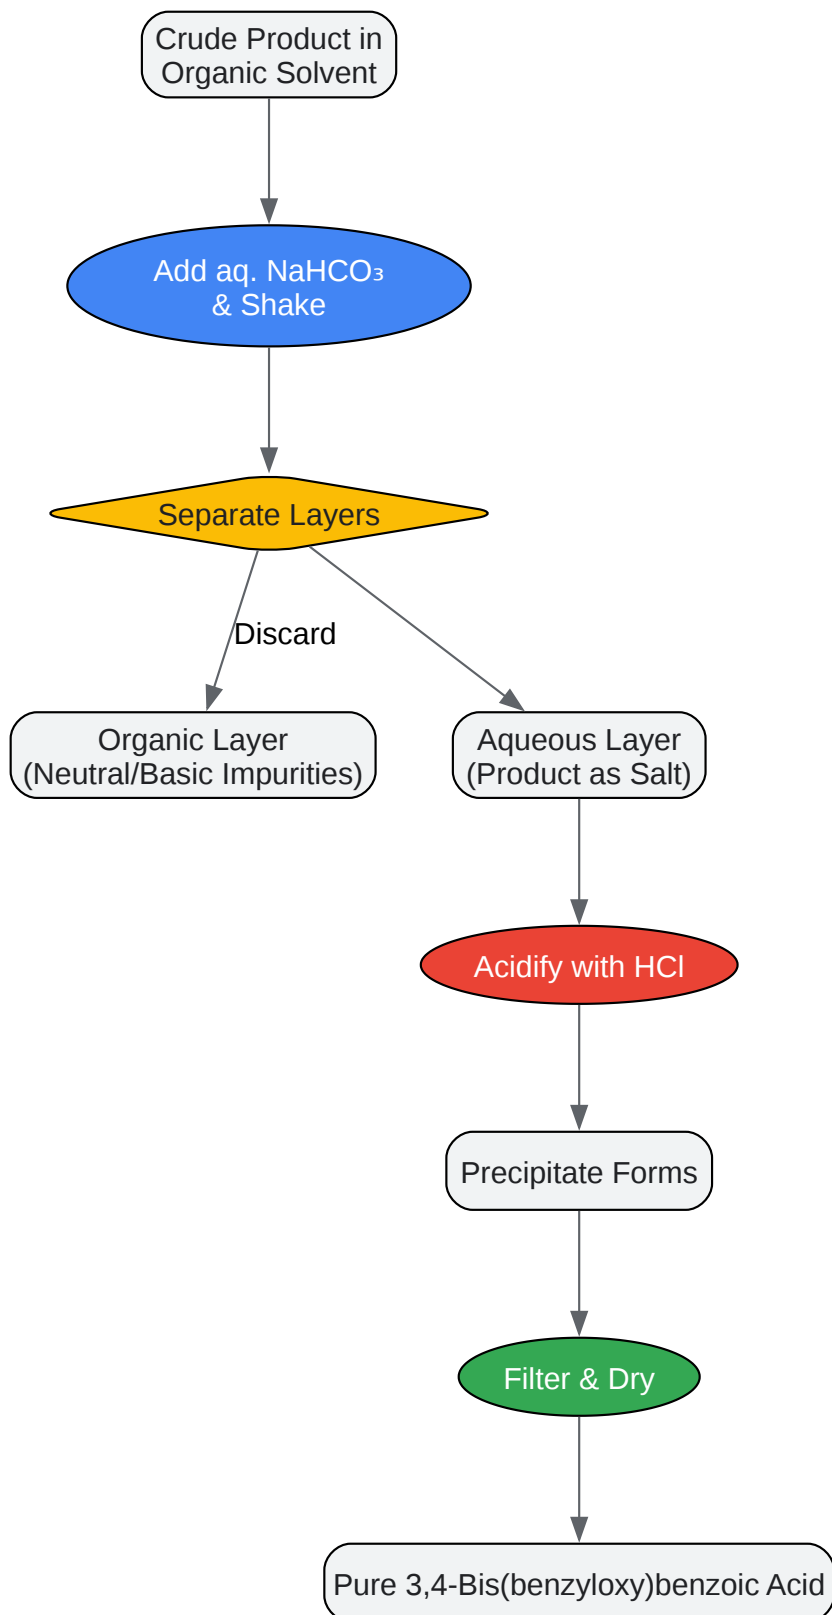 Crude Product in
Organic Solvent
Add aq. NaHCO₃
& Shake
Separate Layers
Discard
Organic Layer
(Neutral/Basic Impurities)
Aqueous Layer
(Product as Salt)
Acidify with HCl
Precipitate Forms
Filter & Dry
Pure 3,4-Bis(benzyloxy)benzoic Acid